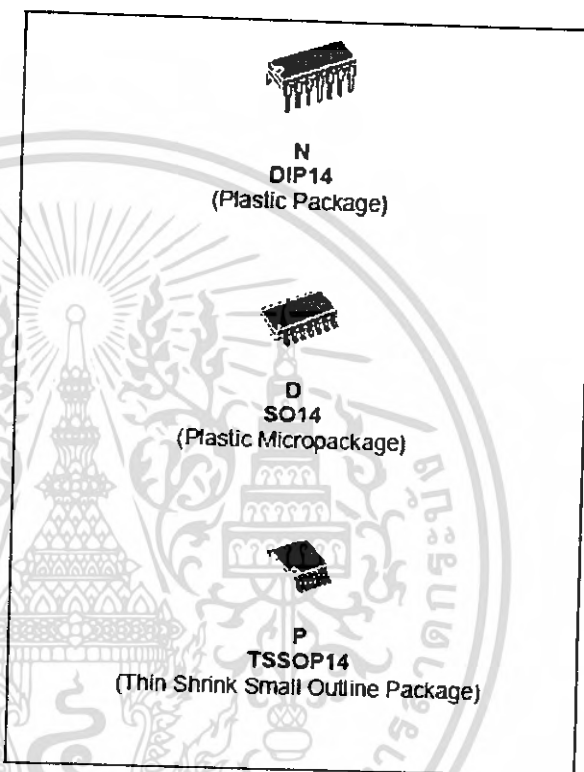 N
DIP14
(Plastic Package)
D
SO14
(Plastic Micropackage)
P
TSSOP14
(Thin Shrink Small Outline Package)